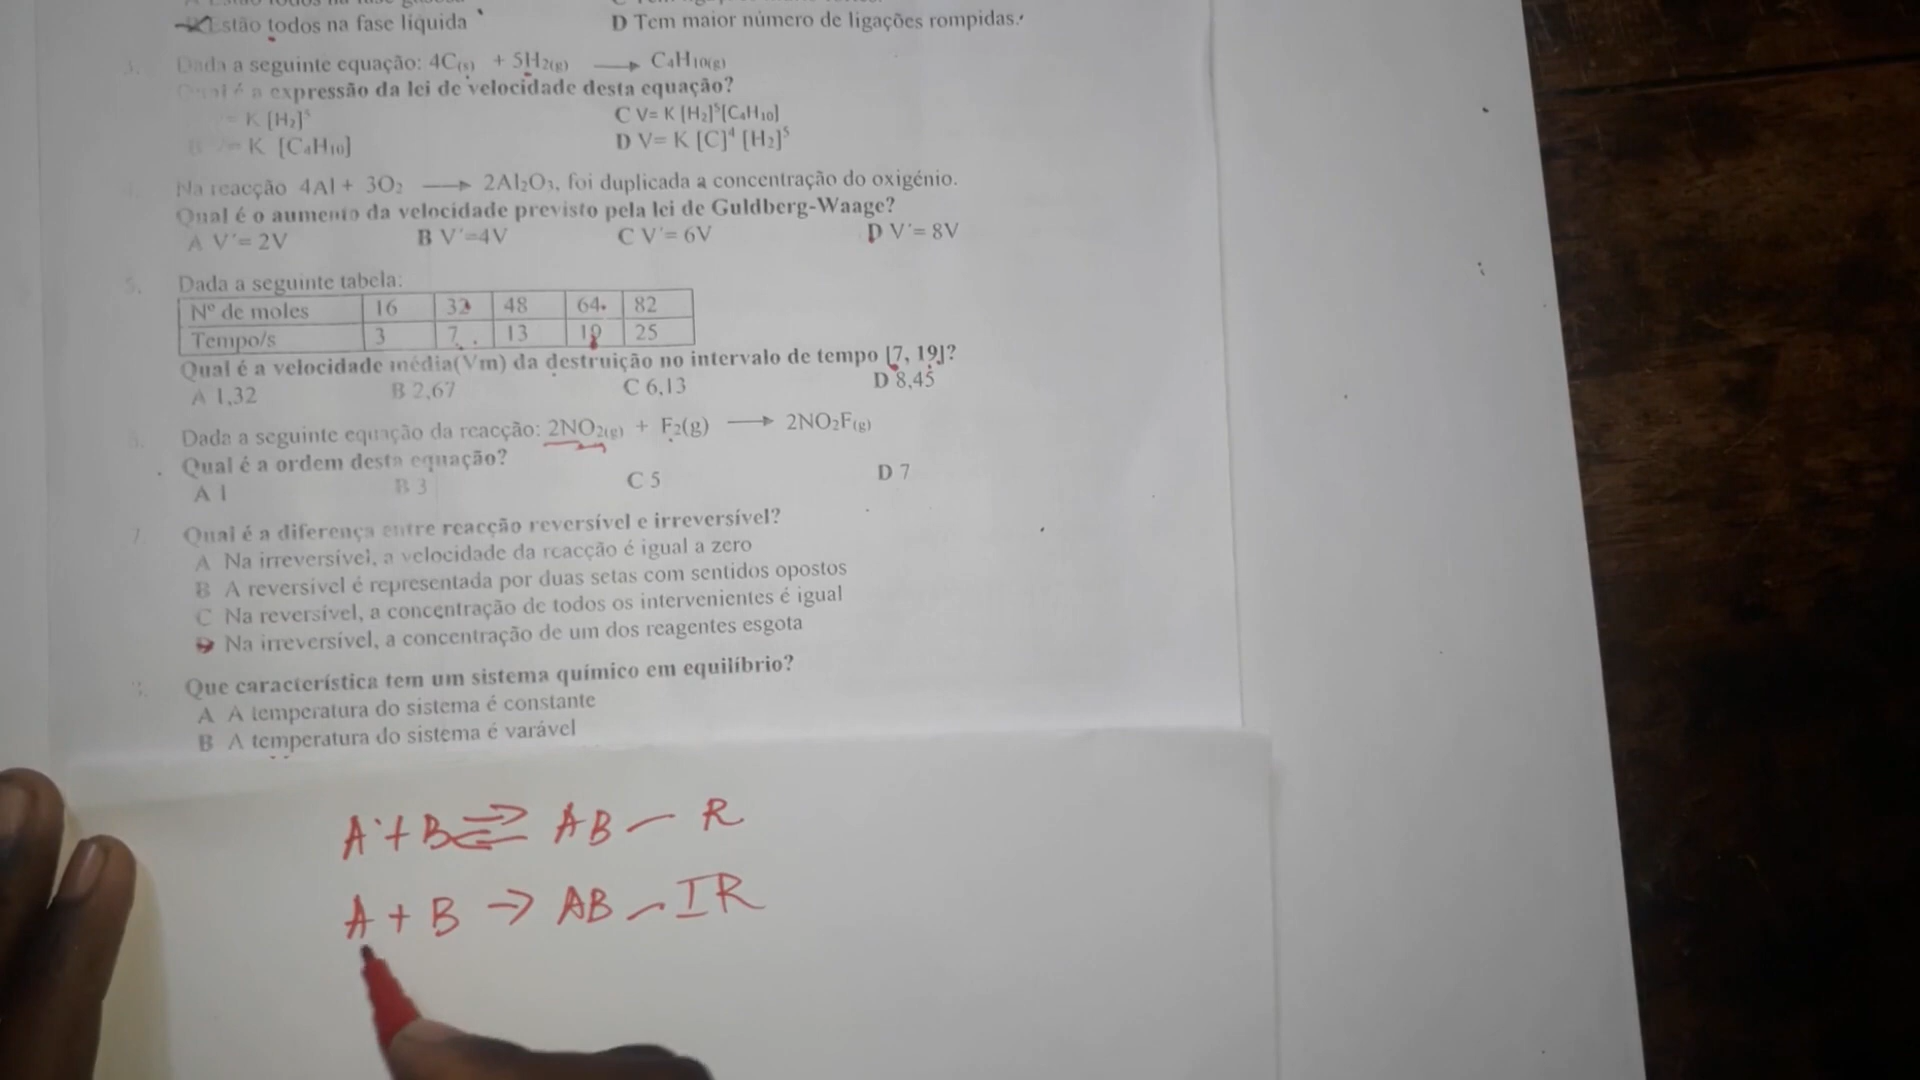 Estão todos na fase líquida D Tem maior número de ligações rompidas.
3. Dada a seguinte equação: 4C(s) + 5H2(g) → C4H10(g)
Qual é a expressão da lei de velocidade desta equação?
= K [H2]⁵ C V= K [H2]⁵[C4H10]
B V= K [C4H10] D V= K [C]⁴ [H2]⁵
4. Na reacção 4Al + 3O2 → 2Al2O3, foi duplicada a concentração do oxigénio.
Qual é o aumento da velocidade previsto pela lei de Guldberg-Waage?
A V´= 2V B V´=4V C V´= 6V D V´= 8V
5. Dada a seguinte tabela:
Nº de moles 16 32 48 64 82
Tempo/s 3 7 13 19 25
Qual é a velocidade média(Vm) da destruição no intervalo de tempo [7, 19]?
A 1,32 B 2,67 C 6,13 D 8,45
Dada a seguinte equação da reacção: 2NO2(g) + F2(g) → 2NO2F(g)
Qual é a ordem desta equação?
A 1 B 3 C 5 D 7
7. Qual é a diferença entre reacção reversível e irreversível?
A Na irreversível, a velocidade da reacção é igual a zero
B A reversível é representada por duas setas com sentidos opostos
C Na reversível, a concentração de todos os intervenientes é igual
Na irreversível, a concentração de um dos reagentes esgota
Que característica tem um sistema químico em equilíbrio?
A A temperatura do sistema é constante
B A temperatura do sistema é varável
A + B ⇌ AB — R
A + B → AB — IR